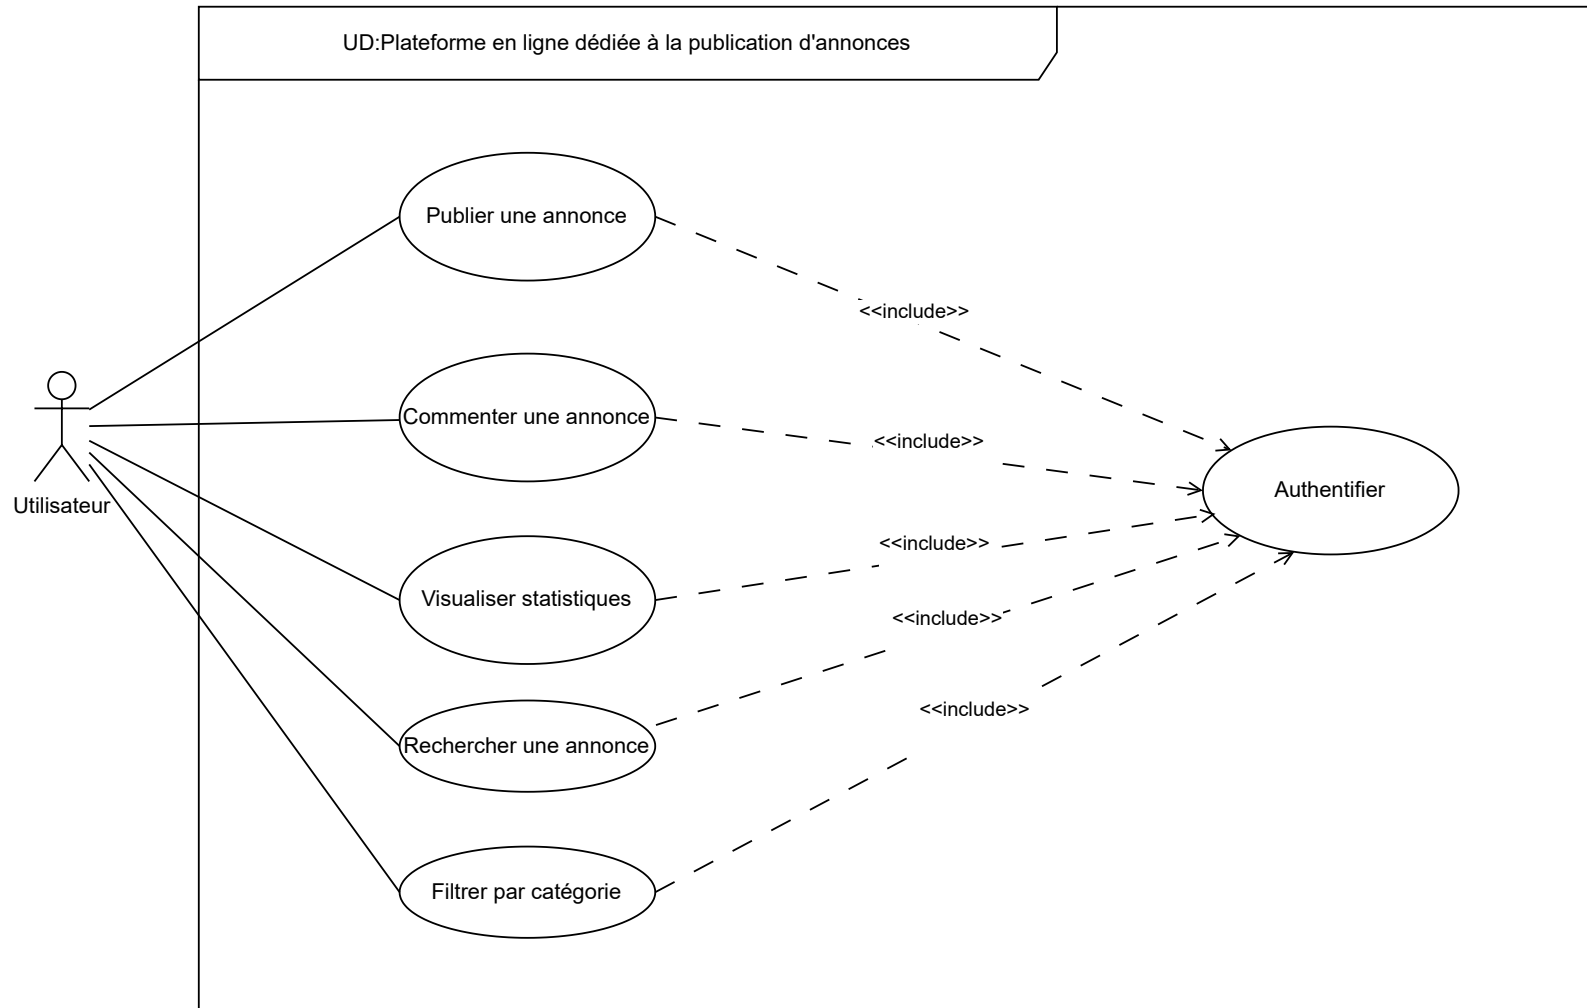 UD:Plateforme en ligne dédiée à la publication d'annonces
Publier une annonce
<<include>>
Commenter une annonce
<<include>>
Authentifier
Utilisateur
<<include>>
Visualiser statistiques
<<include>>
<<include>>
Rechercher une annonce
Filtrer par catégorie